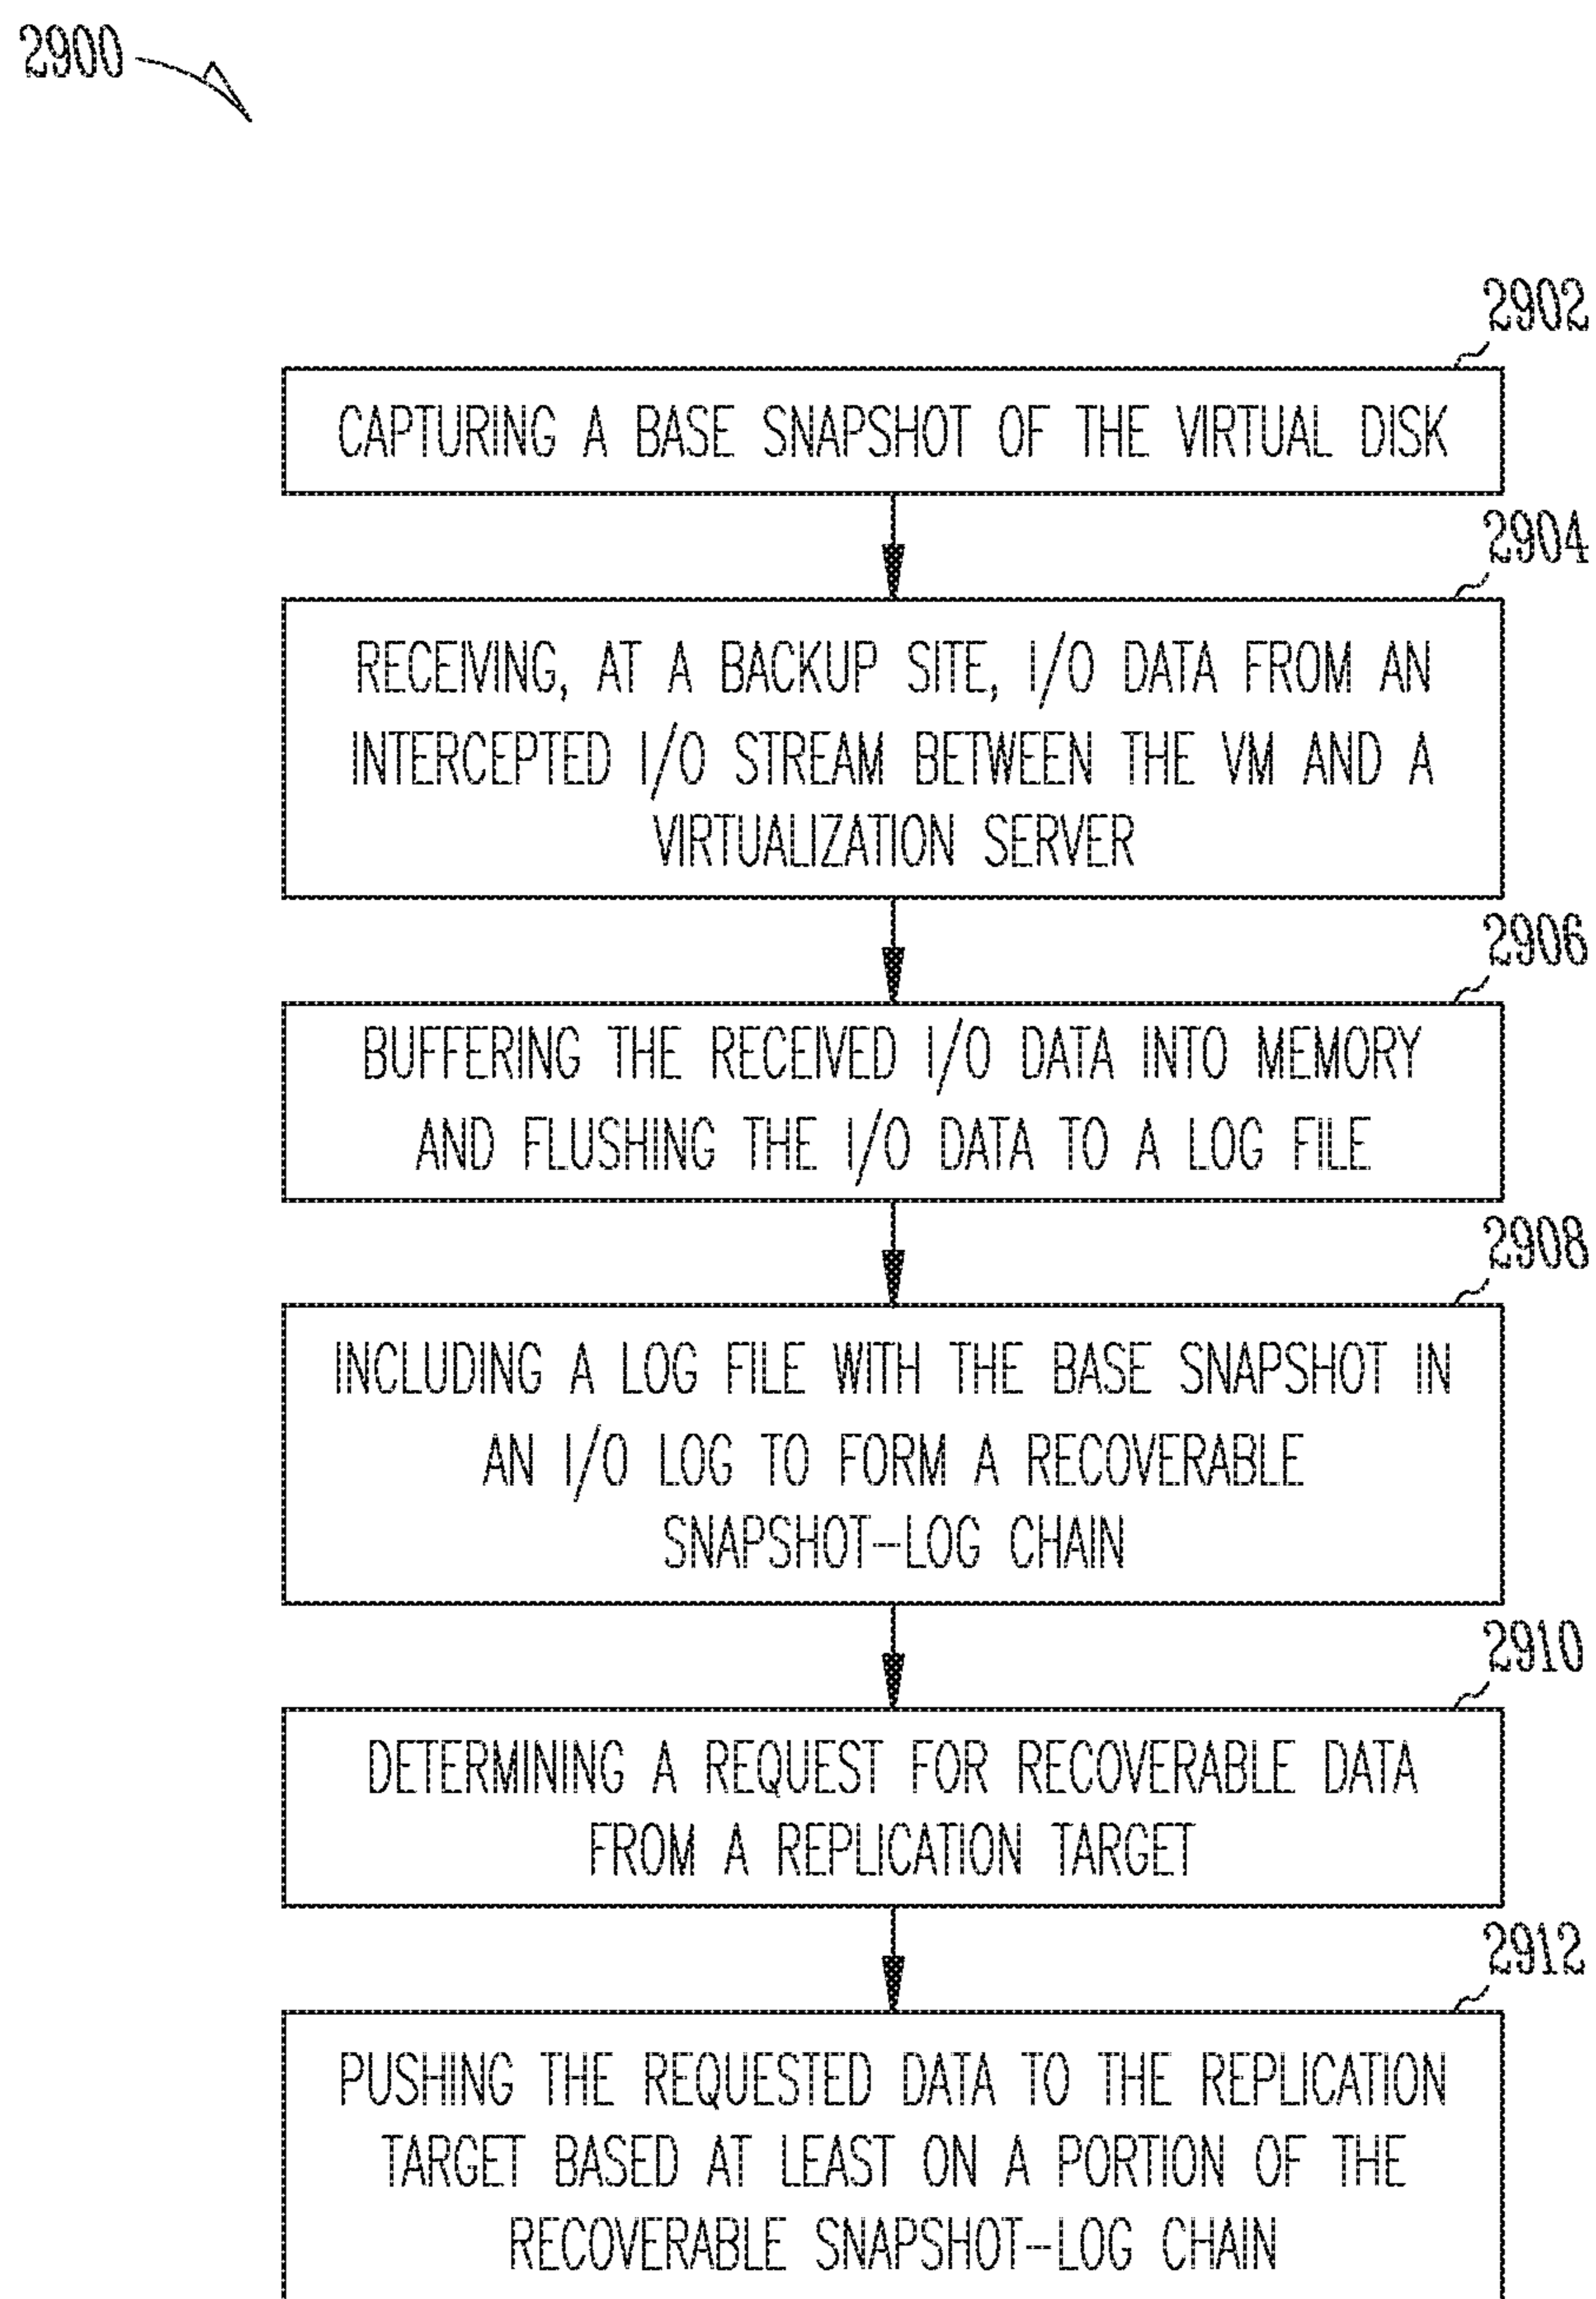 2900
2902
CAPTURING A BASE SNAPSHOT OF THE VIRTUAL DISK
2904
RECEIVING, AT A BACKUP SITE, I/O DATA FROM AN
INTERCEPTED I/O STREAM BETWEEN THE VM AND A
VIRTUALIZATION SERVER
2906
BUFFERING THE RECEIVED I/O DATA INTO MEMORY
AND FLUSHING THE I/O DATA TO A LOG FILE
2908
INCLUDING A LOG FILE WITH THE BASE SNAPSHOT IN
AN I/O LOG TO FORM A RECOVERABLE
SNAPSHOT-LOG CHAIN
2910
DETERMINING A REQUEST FOR RECOVERABLE DATA
FROM A REPLICATION TARGET
2912
PUSHING THE REQUESTED DATA TO THE REPLICATION
TARGET BASED AT LEAST ON A PORTION OF THE
RECOVERABLE SNAPSHOT-LOG CHAIN